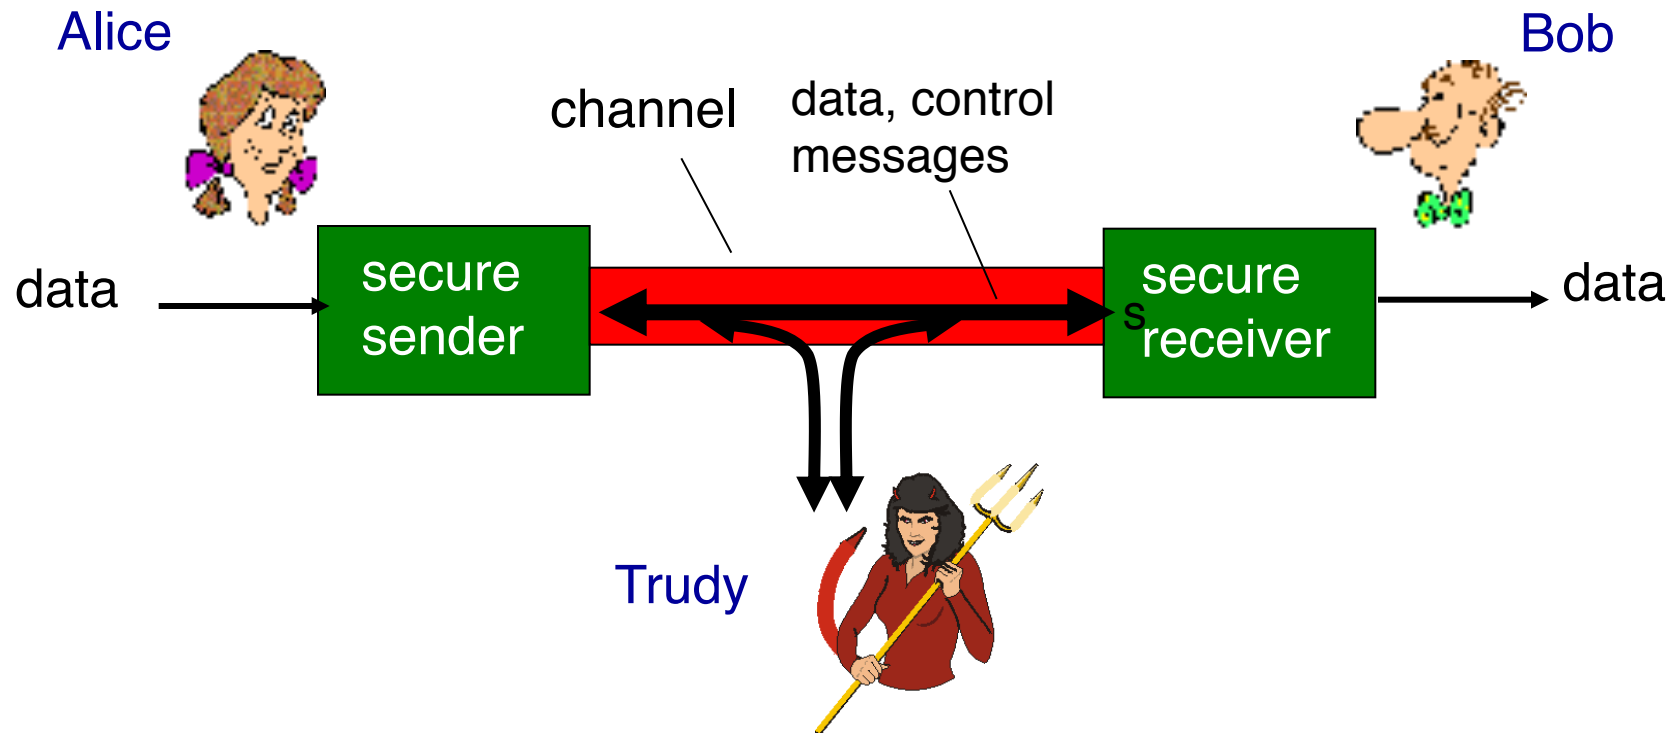 Alice
Bob
channel
data, control
messages
data
secure
sender
s
secure
receiver
data
Trudy